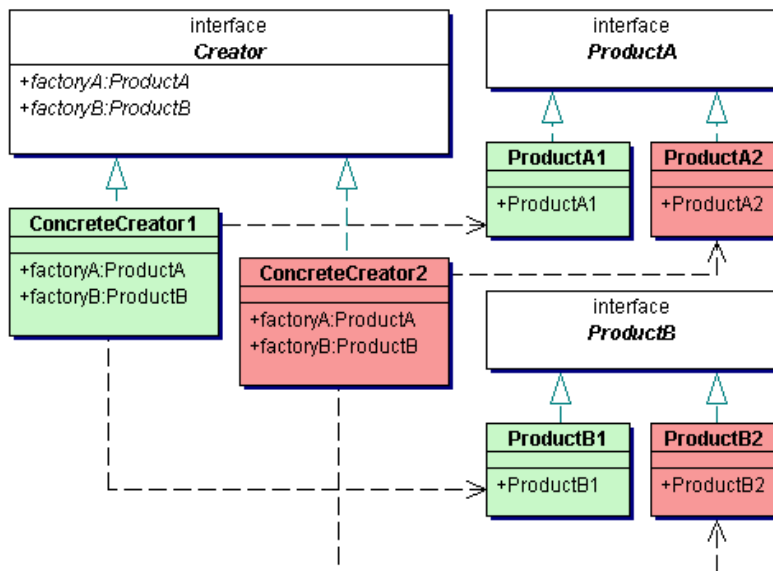 interface
Creator
+factoryA:ProductA
+factoryB:ProductB
interface
ProductA
ProductA1
+ProductA1
ProductA2
+ProductA2
ConcreteCreator1
+factoryA:ProductA
+factoryB:ProductB
ConcreteCreator2
+factoryA:ProductA
+factoryB:ProductB
interface
ProductB
ProductB1
+ProductB1
ProductB2
+ProductB2